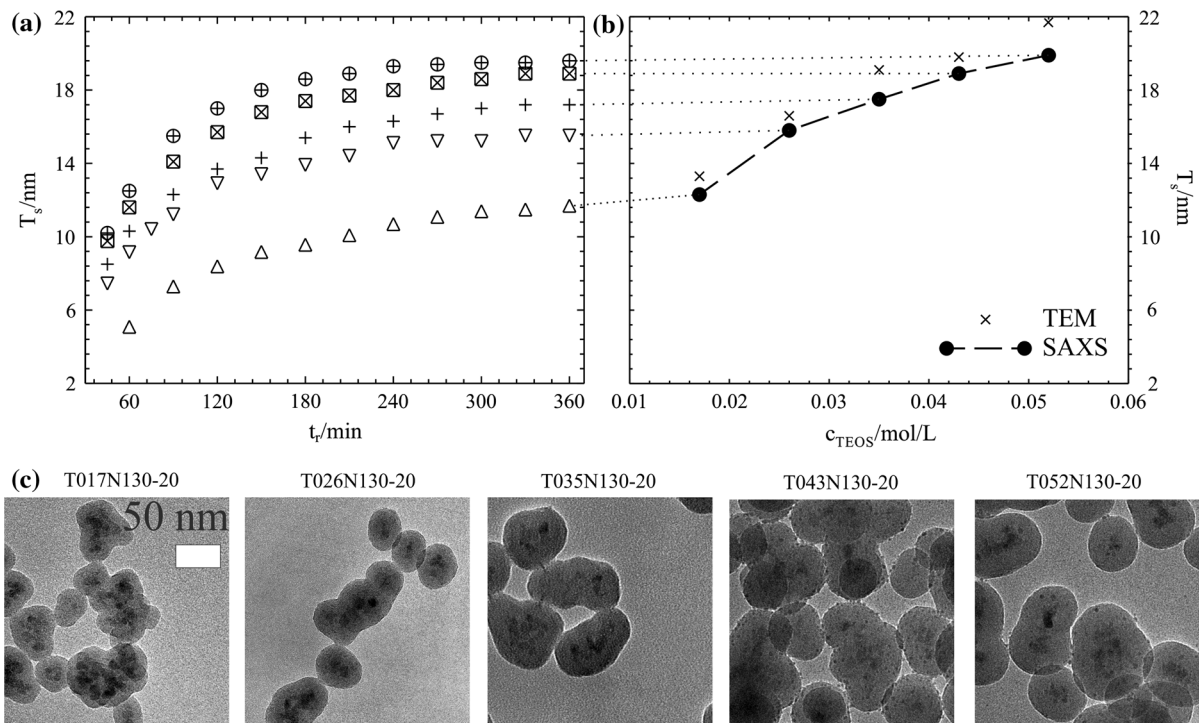 (a)
(b)
22
18
14
10
6
2
T_s/nm
60
120
180
240
300
360
t_r/min
22
18
14
10
6
2
T_s/nm
TEM
SAXS
0.01
0.02
0.03
0.04
0.05
0.06
c_TEOS/mol/L
(c)
T017N130-20
T026N130-20
T035N130-20
T043N130-20
T052N130-20
50 nm